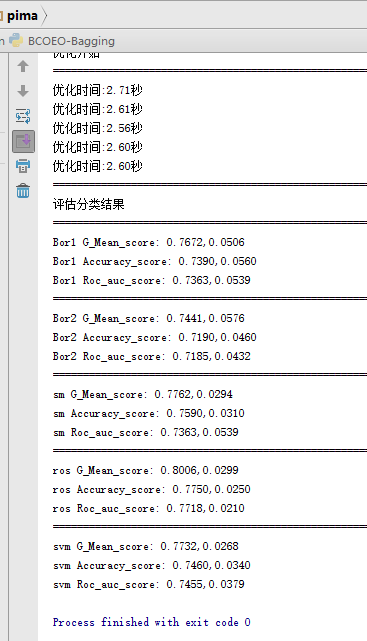 pima
BCOEO-Bagging
优化开始
优化时间:2.71秒
优化时间:2.61秒
优化时间:2.56秒
优化时间:2.60秒
优化时间:2.60秒
评估分类结果
Bor1 G_Mean_score: 0.7672,0.0506
Bor1 Accuracy_score: 0.7390,0.0560
Bor1 Roc_auc_score: 0.7363,0.0539
Bor2 G_Mean_score: 0.7441,0.0576
Bor2 Accuracy_score: 0.7190,0.0460
Bor2 Roc_auc_score: 0.7185,0.0432
sm G_Mean_score: 0.7762,0.0294
sm Accuracy_score: 0.7590,0.0310
sm Roc_auc_score: 0.7363,0.0539
ros G_Mean_score: 0.8006,0.0299
ros Accuracy_score: 0.7750,0.0250
ros Roc_auc_score: 0.7718,0.0210
svm G_Mean_score: 0.7732,0.0268
svm Accuracy_score: 0.7460,0.0340
svm Roc_auc_score: 0.7455,0.0379
Process finished with exit code 0